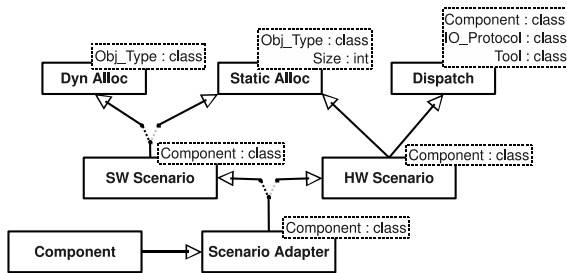 Component : class
Obj_Type : class
IO_Protocol : class
Obj_Type : class
Size : int
Tool : class
Dyn Alloc
Static Alloc
Dispatch
Component : class
Component : class
SW Scenario
HW Scenario
Component : class
Component
Scenario Adapter